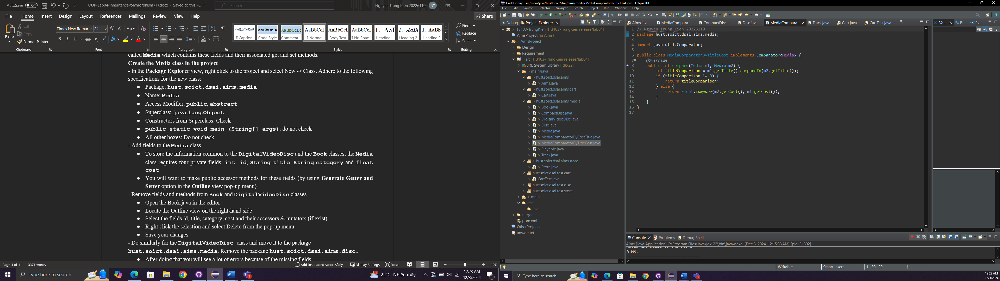 AutoSave Off OOP-Lab04-InheritancePolymorphism (1).docx - Saved to this PC Search Nguyen Trung Kien 20226110 NT
File Home Insert Design Layout References Mailings Review View Help Share
Paste Cut Copy Format Painter
Times New Roman 24
AaBbCcDdI AaBbCcDc AaBbCcDc AaBbCcI AaBbCcI AaBbCcI 1. AaI 1. AaBl 1. AaBb(
¶ Caption Code Style Comment... ¶ Normal Body Text ¶ No Spac... Heading 1 Heading 2 Heading 3
Find Replace Select
Clipboard Font Paragraph Styles Editing
called Media which contains these fields and their associated get and set methods.
Create the Media class in the project
- In the Package Explorer view, right click to the project and select New -> Class. Adhere to the following
specifications for the new class:
● Package: hust.soict.dsai.aims.media
● Name: Media
● Access Modifier: public, abstract
● Superclass: java.lang.Object
● Constructors from Superclass: Check
● public static void main (String[] args): do not check
● All other boxes: Do not check
- Add fields to the Media class
● To store the information common to the DigitalVideoDisc and the Book classes, the Media
class requires four private fields: int id, String title, String category and float
cost
● You will want to make public accessor methods for these fields (by using Generate Getter and
Setter option in the Outline view pop-up menu)
- Remove fields and methods from Book and DigitalVideoDisc classes
● Open the Book.java in the editor
● Locate the Outline view on the right-hand side
● Select the fields id, title, category, cost and their accessors & mutators (if exist)
● Right click the selection and select Delete from the pop-up menu
● Save your changes
- Do similarly for the DigitalVideoDisc class and move it to the package
hust.soict.dsai.aims.media. Remove the package hust.soict.dsai.aims.disc.
● After doing that you will see a lot of errors because of the missing fields
Page 4 of 11 3371 words Add-ins loaded successfully Display Settings Focus 110%
Type here to search 22°C Nhiều mây 12:23 AM 12/3/2024
CodeLibrary - src/main/java/hust/soict/dsai/aims/media/MediaComparatorByTitleCost.java - Eclipse IDE
File Edit Source Refactor Navigate Search Project Run Window Help
Debug Project Explorer
IT3103-TrungKien [IT3103-TrungKien release/lab04]
AimsProject (in Aims)
> AimsProject
> Design
> Requirement
> src [IT3103-TrungKien release/lab04]
JRE System Library [jdk-22]
> main/java
> hust.soict.dsai.aims
> Aims.java
> hust.soict.dsai.aims.cart
> Cart.java
> hust.soict.dsai.aims.media
> Book.java
> CompactDisc.java
> DigitalVideoDisc.java
> Disc.java
> Media.java
> MediaComparatorByCostTitle.java
> MediaComparatorByTitleCost.java
> Playable.java
> Track.java
> hust.soict.dsai.aims.store
> Store.java
hust.soict.dsai.test.cart
CartTest.java
hust.soict.dsai.test.disc
hust.soict.dsai.test.store
> main
test
java
target
pom.xml
OtherProjects
answer.txt
Aims.java MediaCompara... CompactDisc... Disc.java MediaCompara... Track.java Cart.java CartTest.java
1 // Nguyen Trung Kien 20226110
2 package hust.soict.dsai.aims.media;
3
4 import java.util.Comparator;
5
6 public class MediaComparatorByTitleCost implements Comparator<Media> {
7 @Override
8 public int compare(Media m1, Media m2) {
9 int titleComparison = m1.getTitle().compareTo(m2.getTitle());
10 if (titleComparison != 0) {
11 return titleComparison;
12 } else {
13 return Float.compare(m2.getCost(), m1.getCost());
14 }
15 }
16 }
17
Va... Br... Ex...
Console Problems Debug Shell
Aims [Java Application] C:\Program Files\Java\jdk-22\bin\javaw.exe (Dec 3, 2024, 12:15:33 AM) [pid: 31392]
Added the media to the store
AIMS:
--------------------------------
Writable Smart Insert 1 : 30 : 29
Type here to search 12:23 AM 12/3/2024